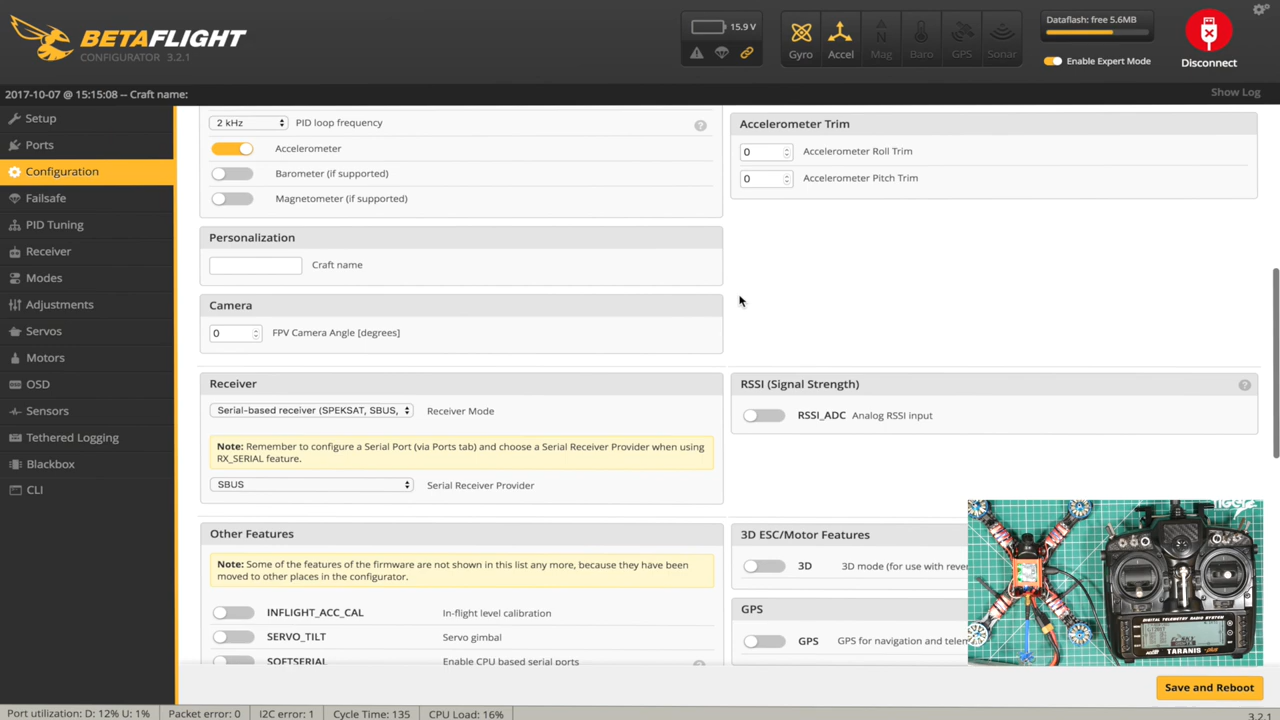 BETAFLIGHT
CONFIGURATOR 3.2.1
15.9 V
Gyro
Accel
Mag
Baro
GPS
Sonar
Dataflash: free 5.6MB
Enable Expert Mode
Disconnect
2017-10-07 @ 15:15:08 -- Craft name:
Show Log
Setup
Ports
Configuration
Failsafe
PID Tuning
Receiver
Modes
Adjustments
Servos
Motors
OSD
Sensors
Tethered Logging
Blackbox
CLI
2 kHz PID loop frequency
Accelerometer
Barometer (if supported)
Magnetometer (if supported)
Accelerometer Trim
0 Accelerometer Roll Trim
0 Accelerometer Pitch Trim
Personalization
Craft name
Camera
0 FPV Camera Angle [degrees]
Receiver
Serial-based receiver (SPEKSAT, SBUS, Receiver Mode
Note: Remember to configure a Serial Port (via Ports tab) and choose a Serial Receiver Provider when using
RX_SERIAL feature.
SBUS Serial Receiver Provider
RSSI (Signal Strength)
RSSI_ADC Analog RSSI input
Other Features
Note: Some of the features of the firmware are not shown in this list any more, because they have been
moved to other places in the configurator.
INFLIGHT_ACC_CAL In-flight level calibration
SERVO_TILT Servo gimbal
SOFTSERIAL Enable CPU based serial ports
3D ESC/Motor Features
3D 3D mode (for use with reve
GPS
GPS GPS for navigation and telem
DIGITAL TELEMETRY RADIO SYSTEM
TARANIS plus
Save and Reboot
Port utilization: D: 12% U: 1%
Packet error: 0
I2C error: 1
Cycle Time: 135
CPU Load: 16%
3.2.1